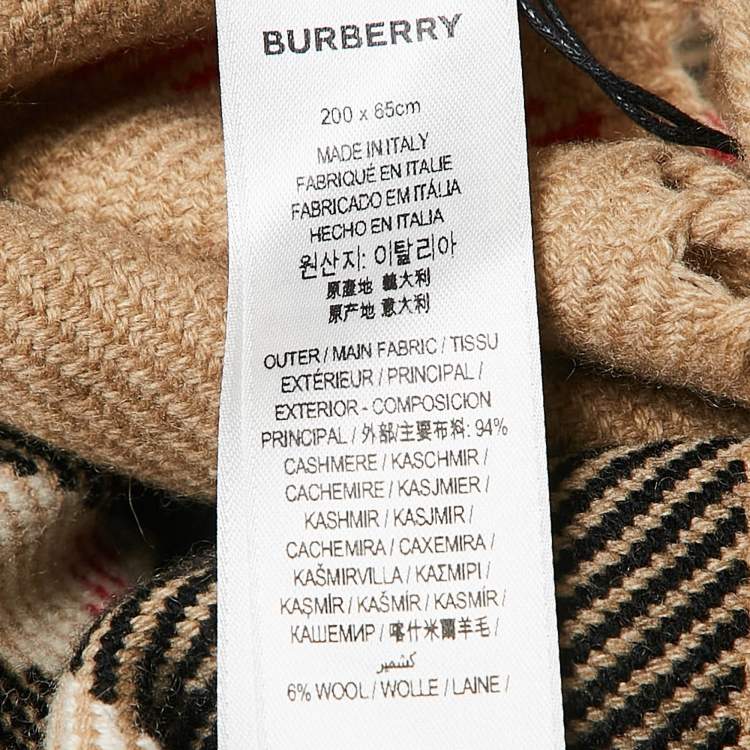 BURBERRY
200 x 65cm
MADE IN ITALY
FABRIQUÉ EN ITALIE
FABRICADO EM ITÁLIA
HECHO EN ITALIA
원산지: 이탈리아
原產地 義大利
原产地 意大利
OUTER / MAIN FABRIC / TISSU
EXTÉRIEUR / PRINCIPAL /
EXTERIOR - COMPOSICION
PRINCIPAL / 外部/主要布料: 94%
CASHMERE / KASCHMIR /
CACHEMIRE / KASJMIER /
KASHMIR / KASJMIR /
CACHEMIRA / CAXEMIRA /
KAŠMIRVILLA / ΚΑΣΜΙΡΙ /
KAŞMİR / KAŠMÍR / KASMÍR /
КАШЕМИР / 喀什米爾羊毛 /
كشمير
6% WOOL / WOLLE / LAINE /